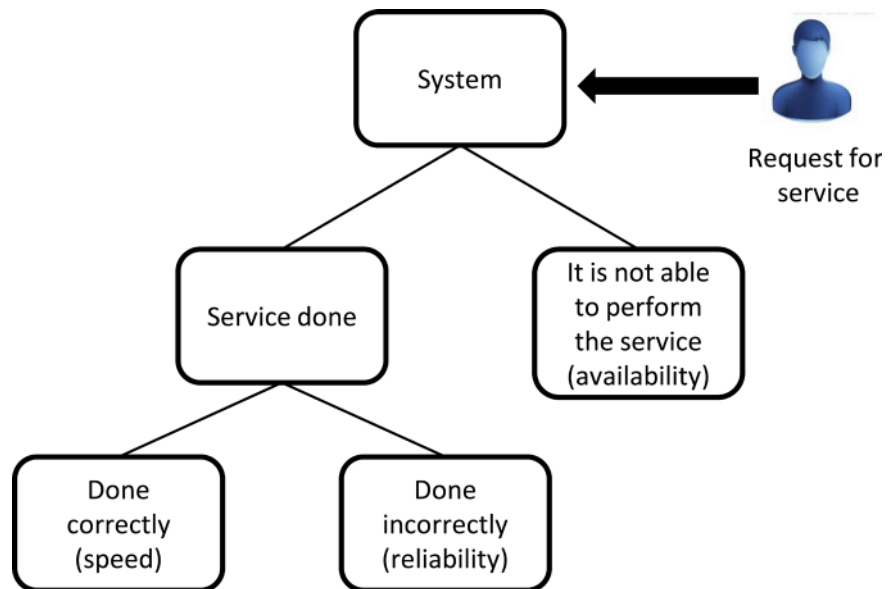 System
Request for
service
Service done
It is not able
to perform
the service
(availability)
Done
correctly
(speed)
Done
incorrectly
(reliability)